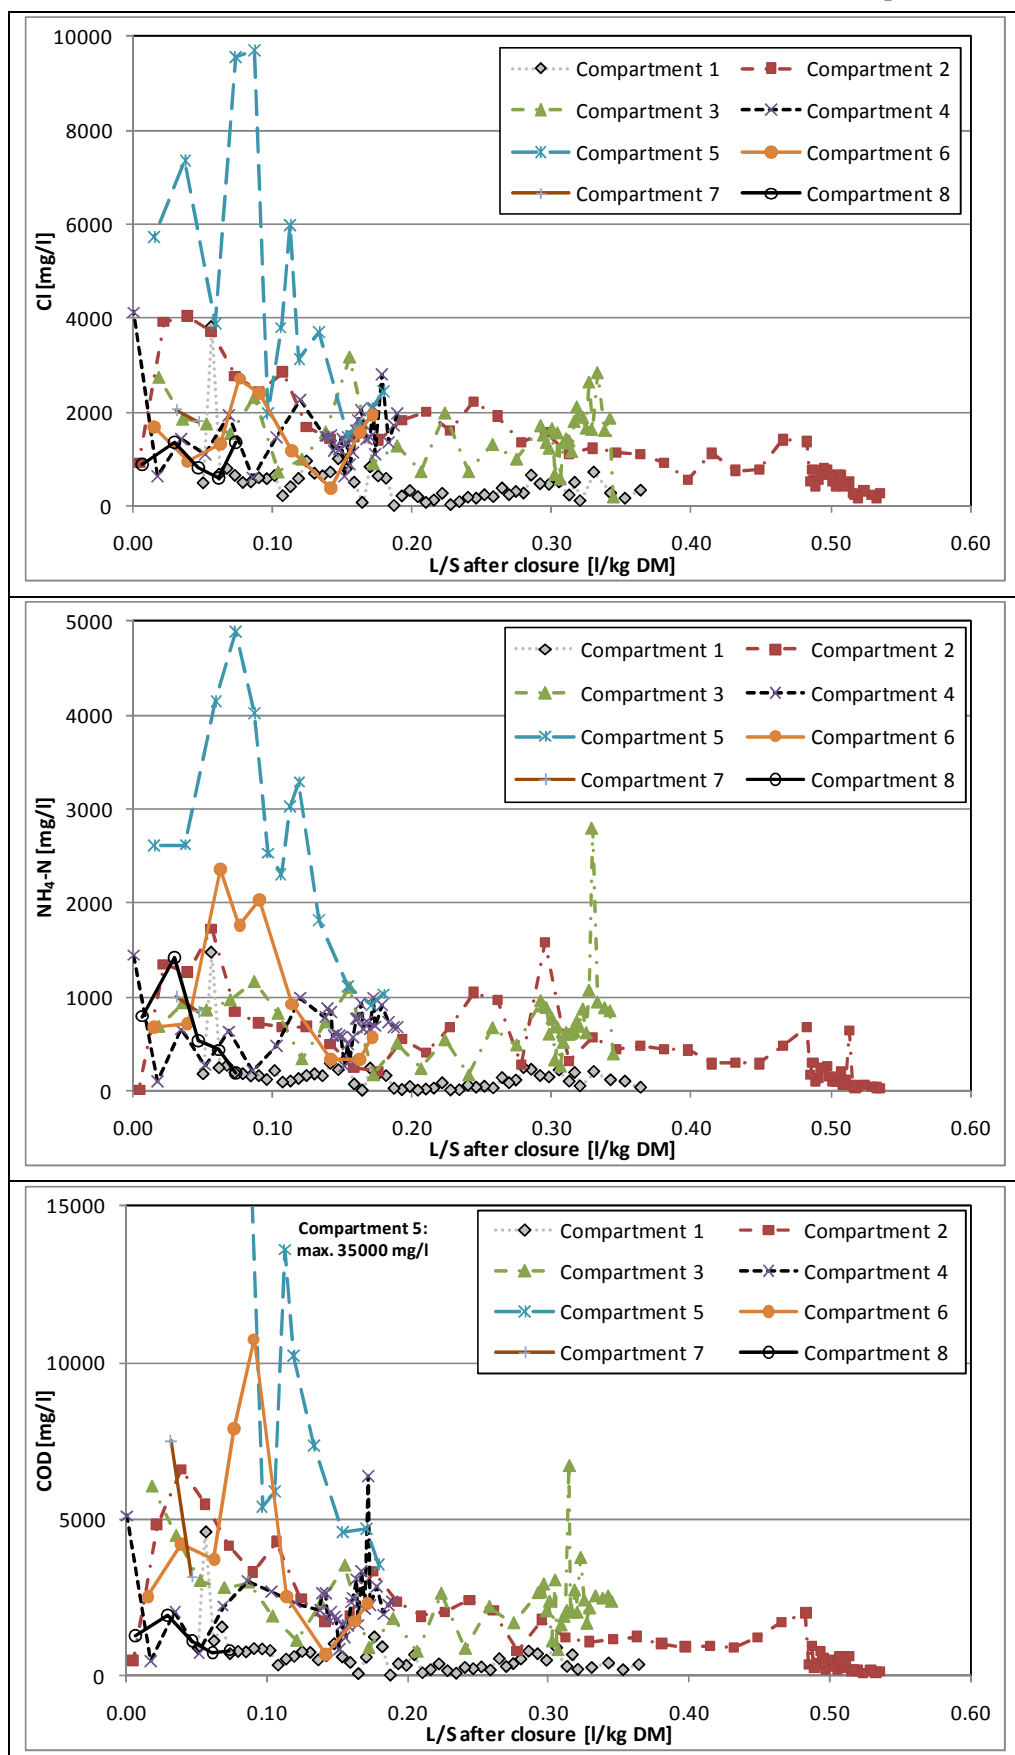 10000
8000
6000
4000
2000
0
Cl [mg/l]
Compartment 1
Compartment 2
Compartment 3
Compartment 4
Compartment 5
Compartment 6
Compartment 7
Compartment 8
0.00 0.10 0.20 0.30 0.40 0.50 0.60
L/S after closure [l/kg DM]
5000
4000
3000
2000
1000
0
NH₄-N [mg/l]
Compartment 1
Compartment 2
Compartment 3
Compartment 4
Compartment 5
Compartment 6
Compartment 7
Compartment 8
0.00 0.10 0.20 0.30 0.40 0.50 0.60
L/S after closure [l/kg DM]
15000
10000
5000
0
COD [mg/l]
Compartment 5:
max. 35000 mg/l
Compartment 1
Compartment 2
Compartment 3
Compartment 4
Compartment 5
Compartment 6
Compartment 7
Compartment 8
0.00 0.10 0.20 0.30 0.40 0.50 0.60
L/S after closure [l/kg DM]